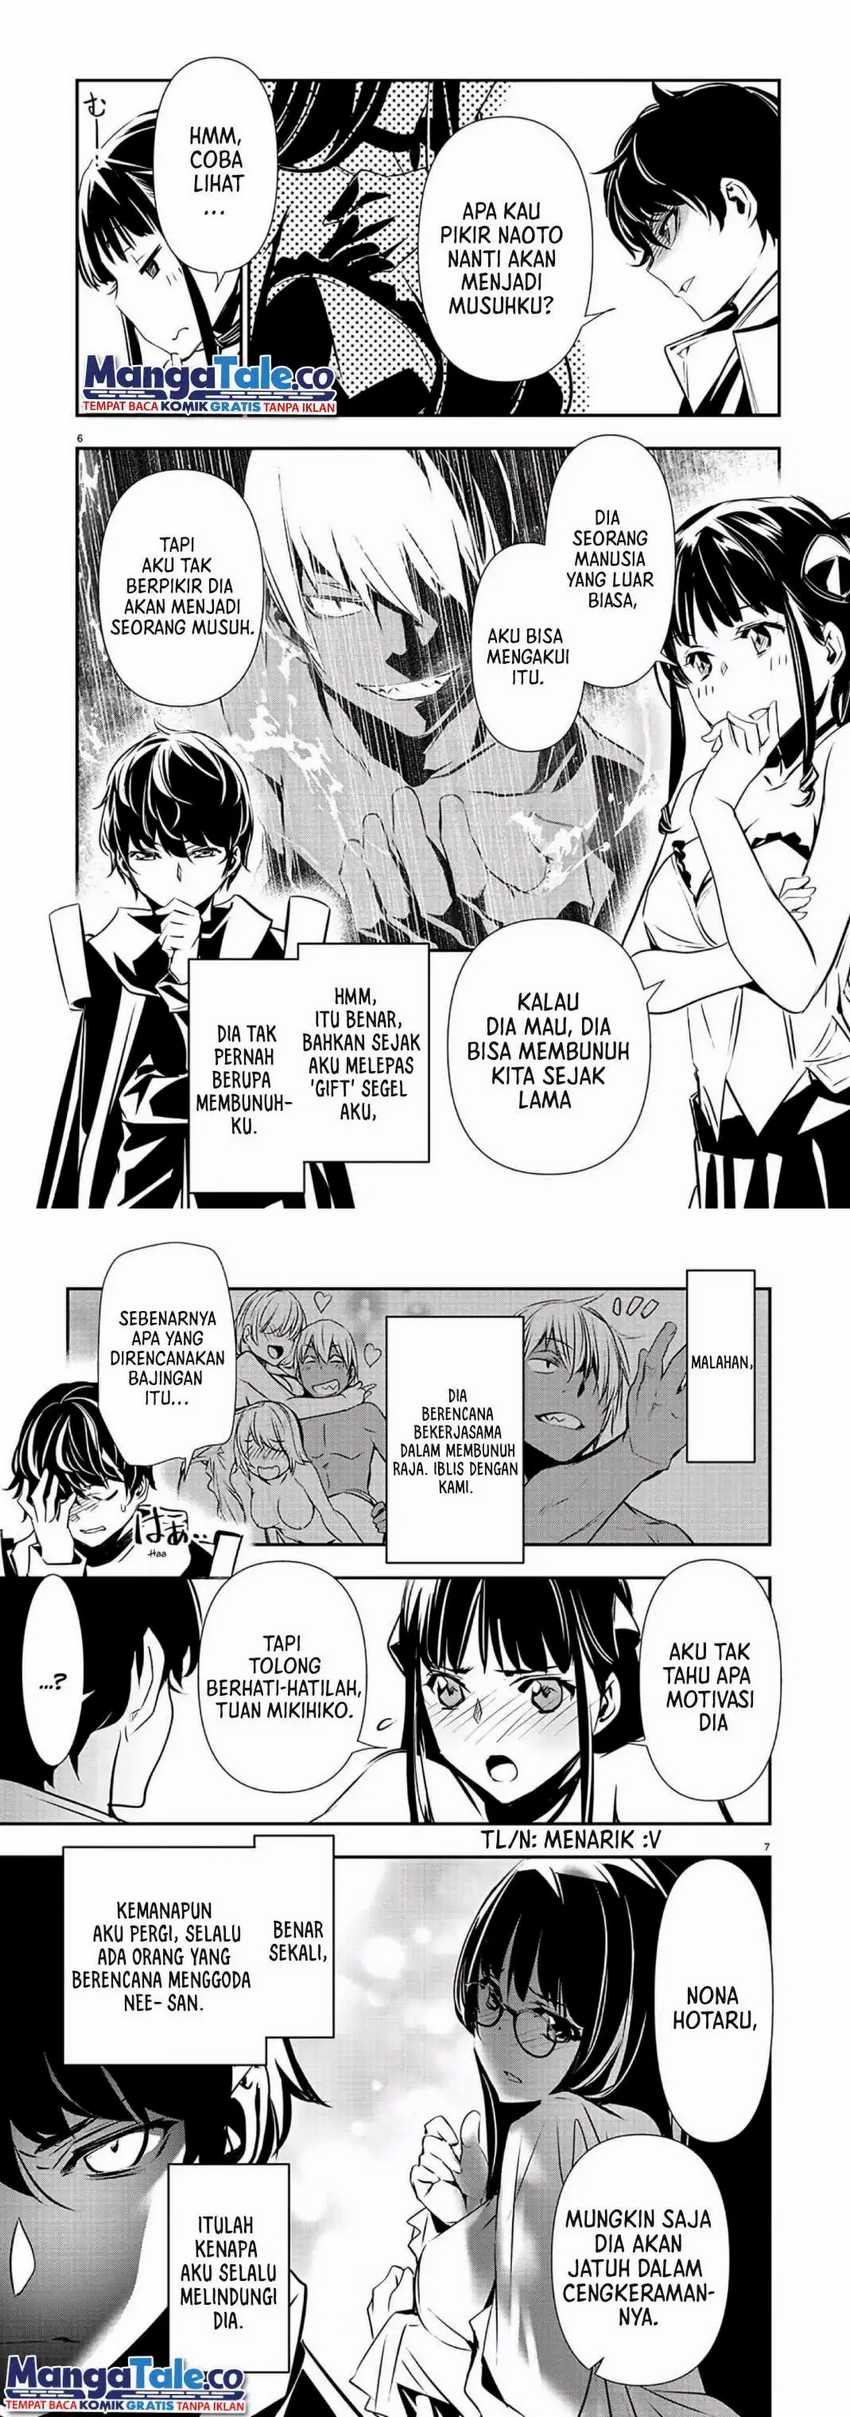 むー…
HMM,
COBA
LIHAT
...
APA KAU
PIKIR NAOTO
NANTI AKAN
MENJADI
MUSUHKU?
MangaTale.co
TEMPAT BACA KOMIK GRATIS TANPA IKLAN
6
DIA
SEORANG
MANUSIA
YANG LUAR
BIASA,
AKU BISA
MENGAKUI
ITU.
TAPI
AKU TAK
BERPIKIR DIA
AKAN MENJADI
SEORANG MUSUH.
KALAU
DIA MAU, DIA
BISA MEMBUNUH
KITA SEJAK
LAMA
HMM,
ITU BENAR,
BAHKAN SEJAK
AKU MELEPAS
'GIFT' SEGEL
AKU,
DIA TAK
PERNAH
BERUPA
MEMBUNUH-
KU.
MALAHAN,
DIA
BERENCANA
BEKERJASAMA
DALAM MEMBUNUH
RAJA. IBLIS DENGAN
KAMI.
SEBENARNYA
APA YANG
DIRENCANAKAN
BAJINGAN
ITU...
はぁ…
Haa
AKU TAK
TAHU APA
MOTIVASI
DIA
TAPI
TOLONG
BERHATI-HATILAH,
TUAN MIKIHIKO.
...?
TL/N: MENARIK :V
7
NONA
HOTARU,
MUNGKIN SAJA
DIA AKAN
JATUH DALAM
CENGKERAMAN-
NYA.
BENAR
SEKALI,
KEMANAPUN
AKU PERGI, SELALU
ADA ORANG YANG
BERENCANA MENGGODA
NEE- SAN.
ITULAH
KENAPA
AKU SELALU
MELINDUNGI
DIA.
MangaTale.co
TEMPAT BACA KOMIK GRATIS TANPA IKLAN